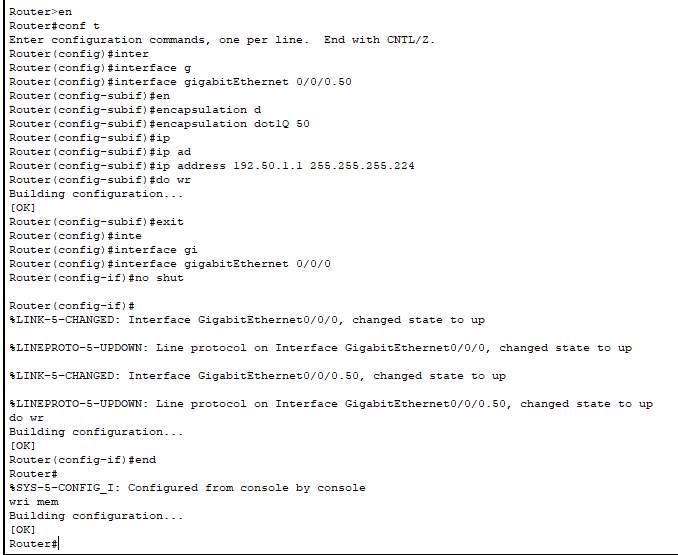 Router>en
Router#conf t
Enter configuration commands, one per line.  End with CNTL/Z.
Router(config)#inter
Router(config)#interface g
Router(config)#interface gigabitEthernet 0/0/0.50
Router(config-subif)#en
Router(config-subif)#encapsulation d
Router(config-subif)#encapsulation dot1Q 50
Router(config-subif)#ip
Router(config-subif)#ip ad
Router(config-subif)#ip address 192.50.1.1 255.255.255.224
Router(config-subif)#do wr
Building configuration...
[OK]
Router(config-subif)#exit
Router(config)#inte
Router(config)#interface gi
Router(config)#interface gigabitEthernet 0/0/0
Router(config-if)#no shut
Router(config-if)#
%LINK-5-CHANGED: Interface GigabitEthernet0/0/0, changed state to up
%LINEPROTO-5-UPDOWN: Line protocol on Interface GigabitEthernet0/0/0, changed state to up
%LINK-5-CHANGED: Interface GigabitEthernet0/0/0.50, changed state to up
%LINEPROTO-5-UPDOWN: Line protocol on Interface GigabitEthernet0/0/0.50, changed state to up
do wr
Building configuration...
[OK]
Router(config-if)#end
Router#
%SYS-5-CONFIG_I: Configured from console by console
wri mem
Building configuration...
[OK]
Router#